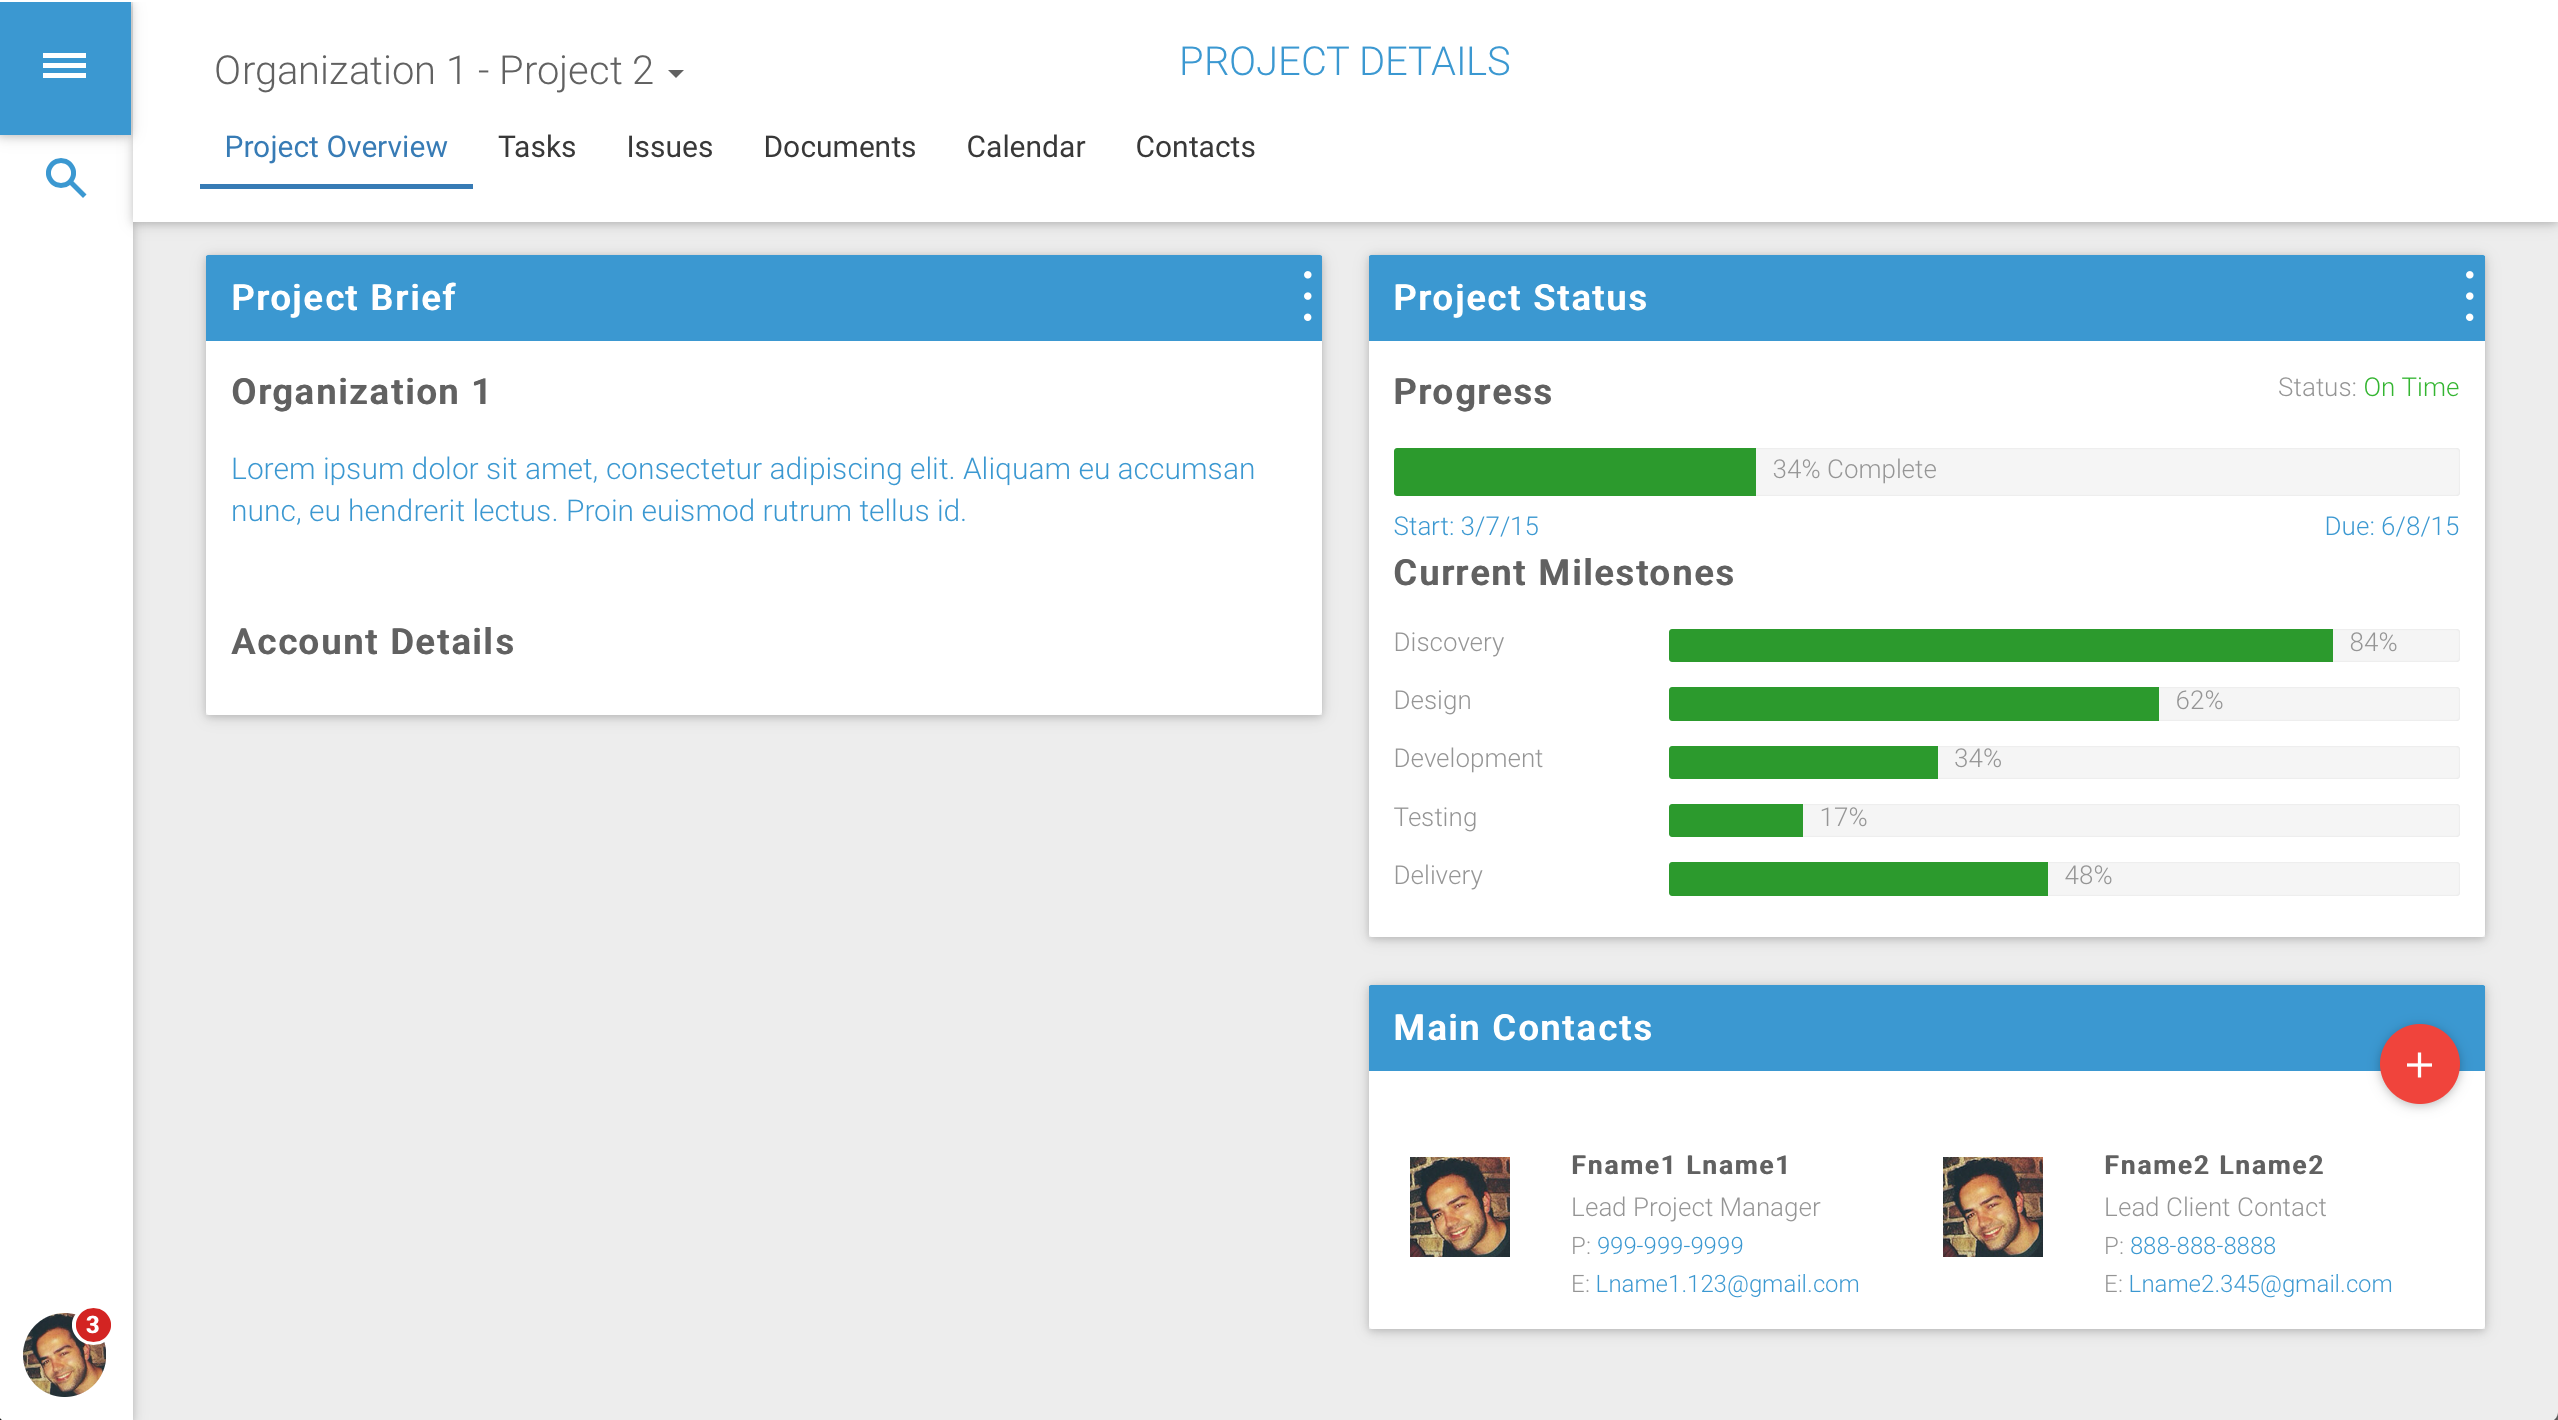 Organization 1 - Project 2
PROJECT DETAILS
Project Overview Tasks Issues Documents Calendar Contacts
Project Brief
Organization 1
Lorem ipsum dolor sit amet, consectetur adipiscing elit. Aliquam eu accumsan
nunc, eu hendrerit lectus. Proin euismod rutrum tellus id.
Account Details
Project Status
Progress
Status: On Time
34% Complete
Start: 3/7/15
Due: 6/8/15
Current Milestones
Discovery 84%
Design 62%
Development 34%
Testing 17%
Delivery 48%
Main Contacts
+
Fname1 Lname1
Lead Project Manager
P: 999-999-9999
E: Lname1.123@gmail.com
Fname2 Lname2
Lead Client Contact
P: 888-888-8888
E: Lname2.345@gmail.com
3